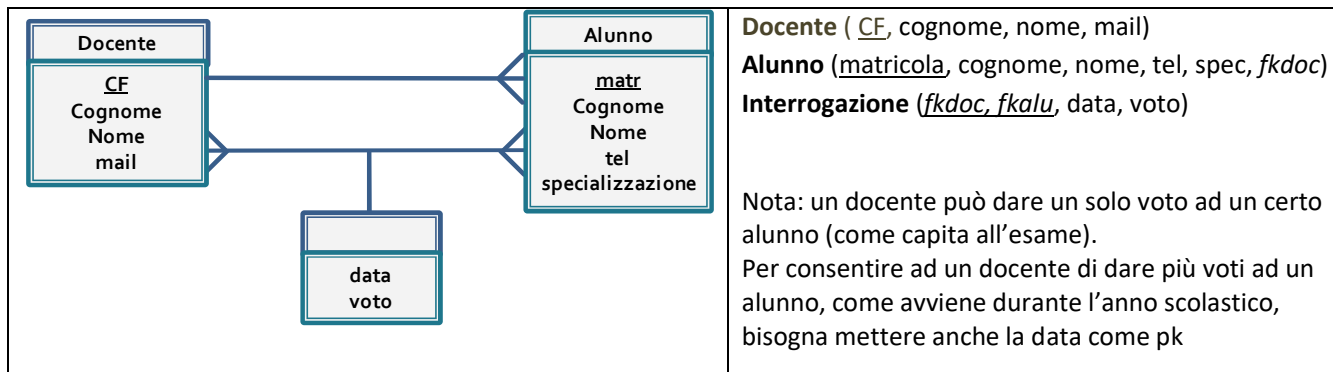 Docente
CF
Cognome
Nome
mail
Alunno
matr
Cognome
Nome
tel
specializzazione
data
voto
Docente ( CF, cognome, nome, mail)
Alunno (matricola, cognome, nome, tel, spec, fkdoc)
Interrogazione (fkdoc, fkalu, data, voto)
Nota: un docente può dare un solo voto ad un certo
alunno (come capita all’esame).
Per consentire ad un docente di dare più voti ad un
alunno, come avviene durante l’anno scolastico,
bisogna mettere anche la data come pk